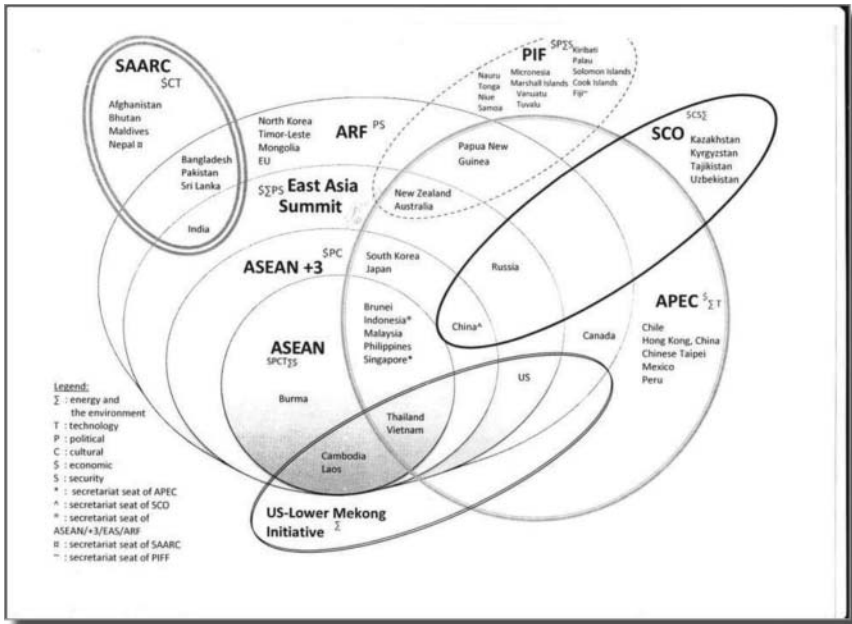 SAARC
$CT
Afghanistan
Bhutan
Maldives
Nepal ¤
Bangladesh
Pakistan
Sri Lanka
India
North Korea
Timor-Leste
Mongolia
EU
ARF PS
PIF $P∑S
Nauru
Tonga
Niue
Samoa
Micronesia
Marshall Islands
Vanuatu
Tuvalu
Kiribati
Palau
Solomon Islands
Cook Islands
Fiji~
Papua New
Guinea
New Zealand
Australia
SCO
$CS∑
Kazakhstan
Kyrgyzstan
Tajikistan
Uzbekistan
Russia
China^
$∑PS East Asia
Summit
ASEAN +3 $PC
South Korea
Japan
ASEAN
$PCT∑S
Brunei
Indonesia*
Malaysia
Philippines
Singapore*
Burma
Thailand
Vietnam
Cambodia
Laos
US
Canada
APEC $∑T
Chile
Hong Kong, China
Chinese Taipei
Mexico
Peru
US-Lower Mekong
Initiative ∑
Legend:
∑ : energy and
the environment
T : technology
P : political
C : cultural
$ : economic
S : security
* : secretariat seat of APEC
^ : secretariat seat of SCO
: secretariat seat of
ASEAN/+3/EAS/ARF
¤ : secretariat seat of SAARC
~ : secretariat seat of PIFF